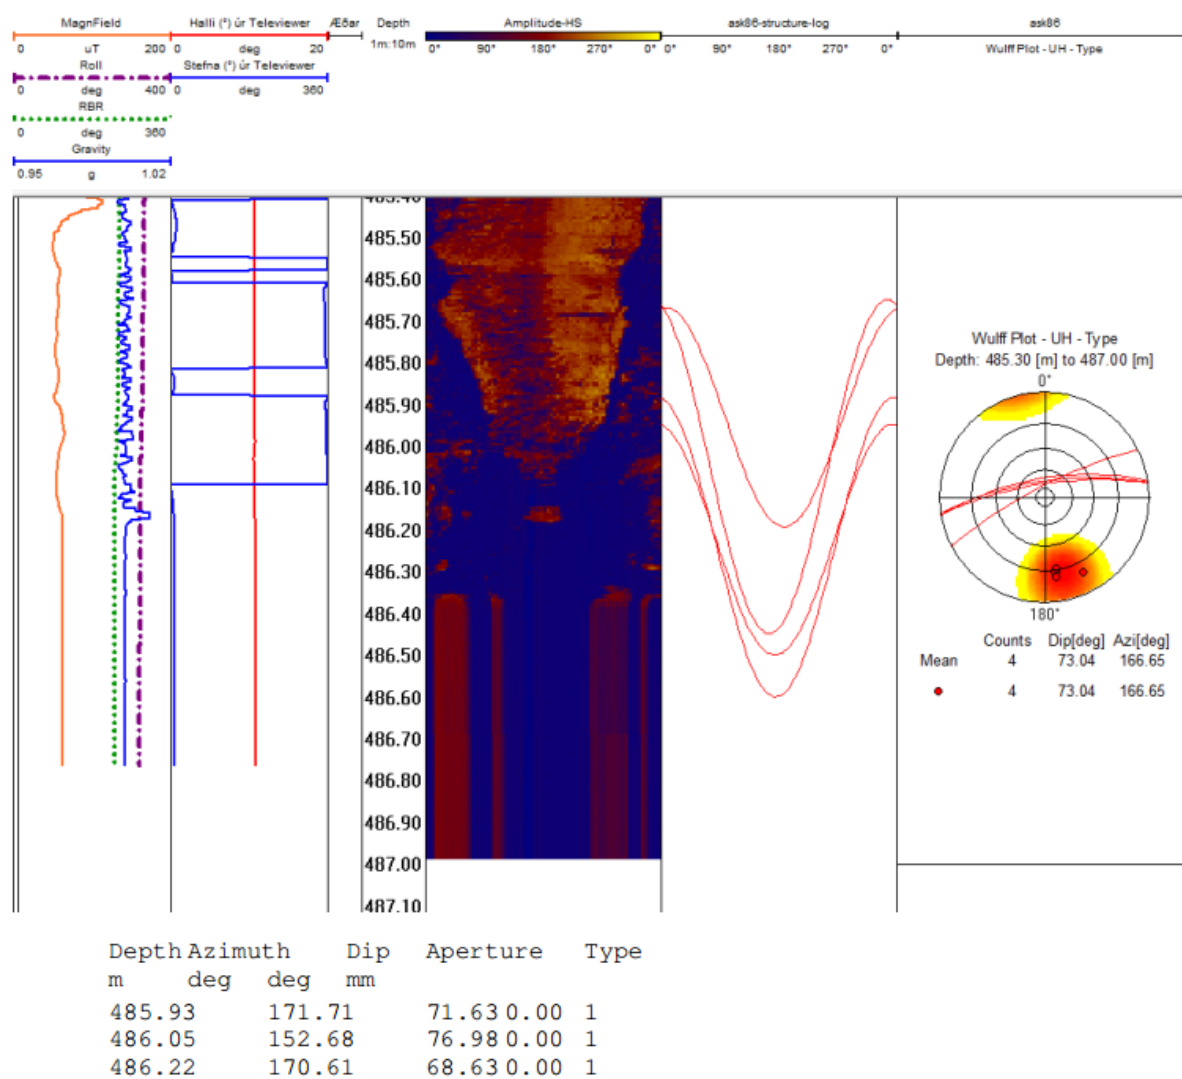 MagnField Halli (°) úr Televiewer Æðar Depth Amplitude-HS ask86-structure-log ask86
0 uT 200 0 deg 20 1m:10m 0° 90° 180° 270° 0° 0° 90° 180° 270° 0° Wulff Plot - UH - Type
Roll Stefna (°) úr Televiewer
0 deg 400 0 deg 360
RBR
0 deg 360
Gravity
0.95 g 1.02
485.40
485.50
485.60
485.70
485.80
485.90
486.00
486.10
486.20
486.30
486.40
486.50
486.60
486.70
486.80
486.90
487.00
487.10
Wulff Plot - UH - Type
Depth: 485.30 [m] to 487.00 [m]
0°
180°
Counts Dip[deg] Azi[deg]
Mean 4 73.04 166.65
4 73.04 166.65
Depth Azimuth Dip Aperture Type
m deg deg mm
485.93 171.71 71.63 0.00 1
486.05 152.68 76.98 0.00 1
486.22 170.61 68.63 0.00 1